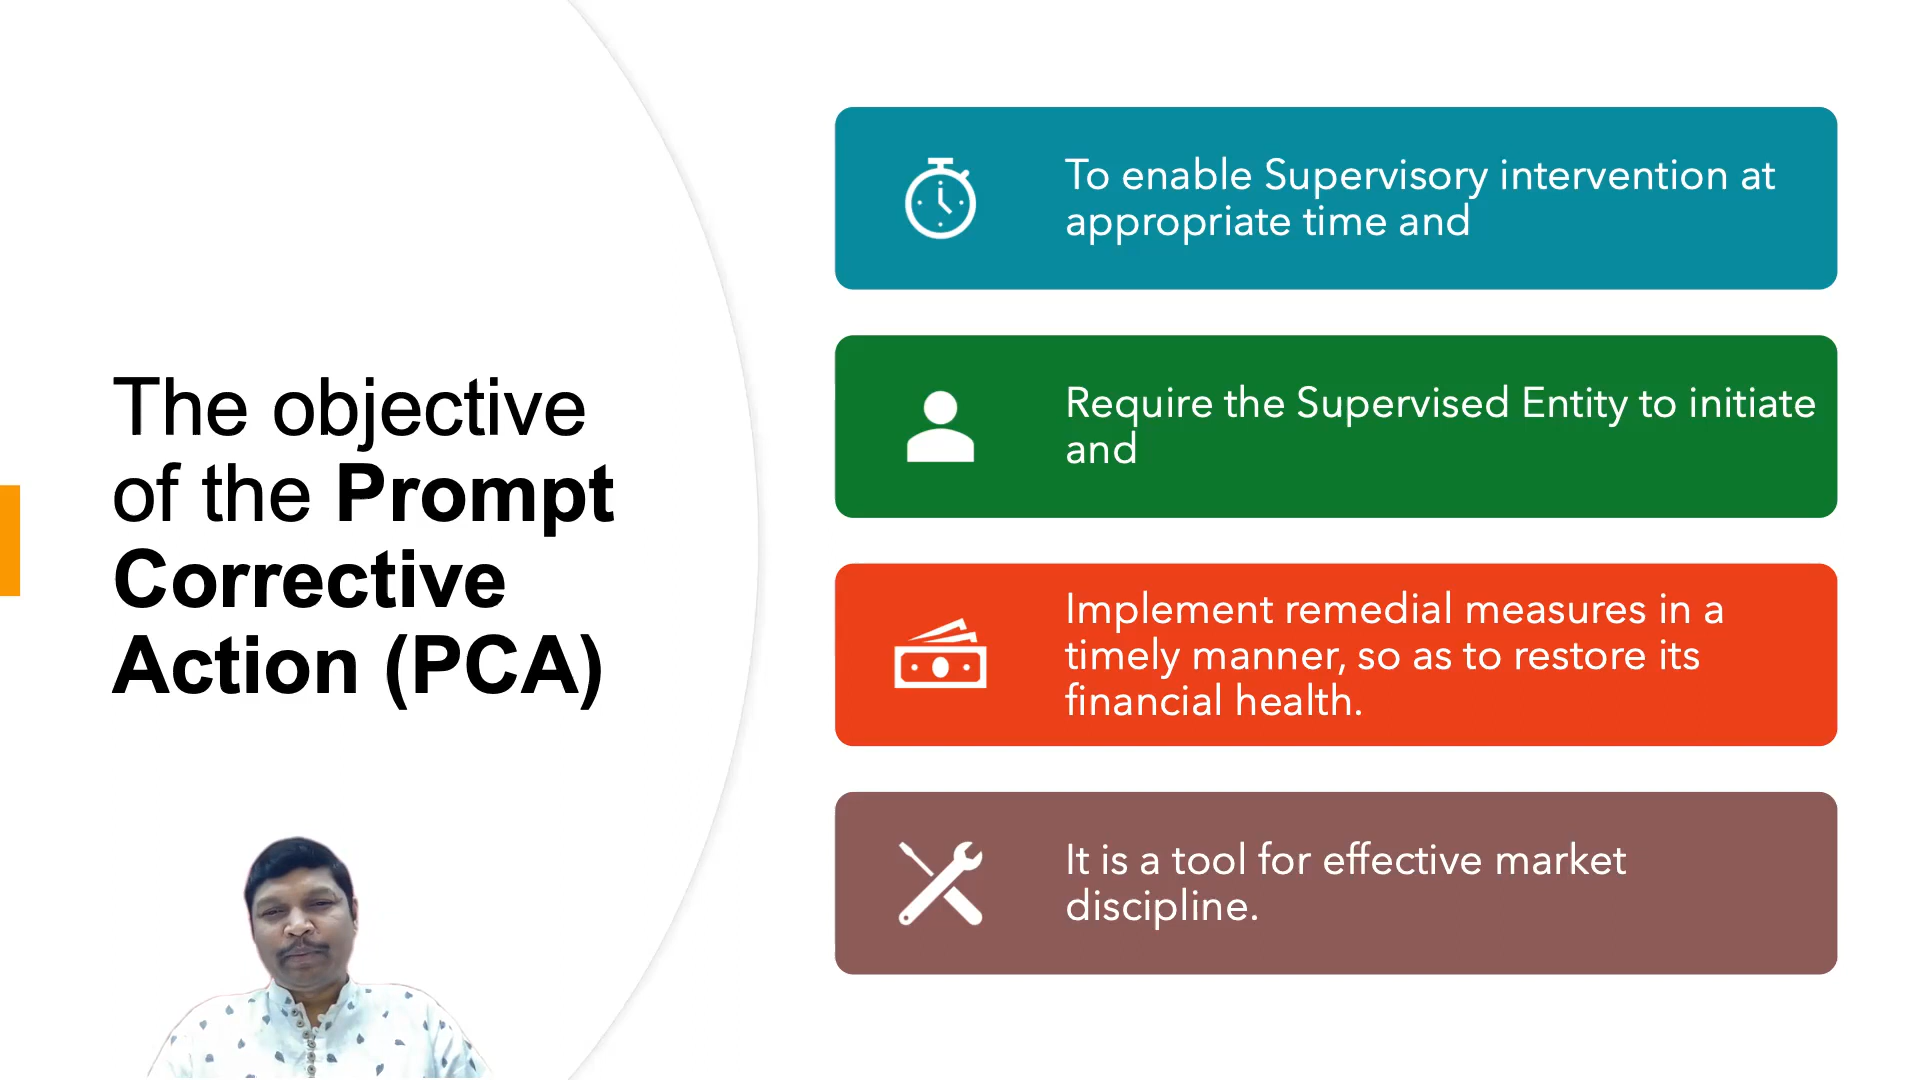 The objective
of the Prompt
Corrective
Action (PCA)
To enable Supervisory intervention at
appropriate time and
Require the Supervised Entity to initiate
and
Implement remedial measures in a
timely manner, so as to restore its
financial health.
It is a tool for effective market
discipline.